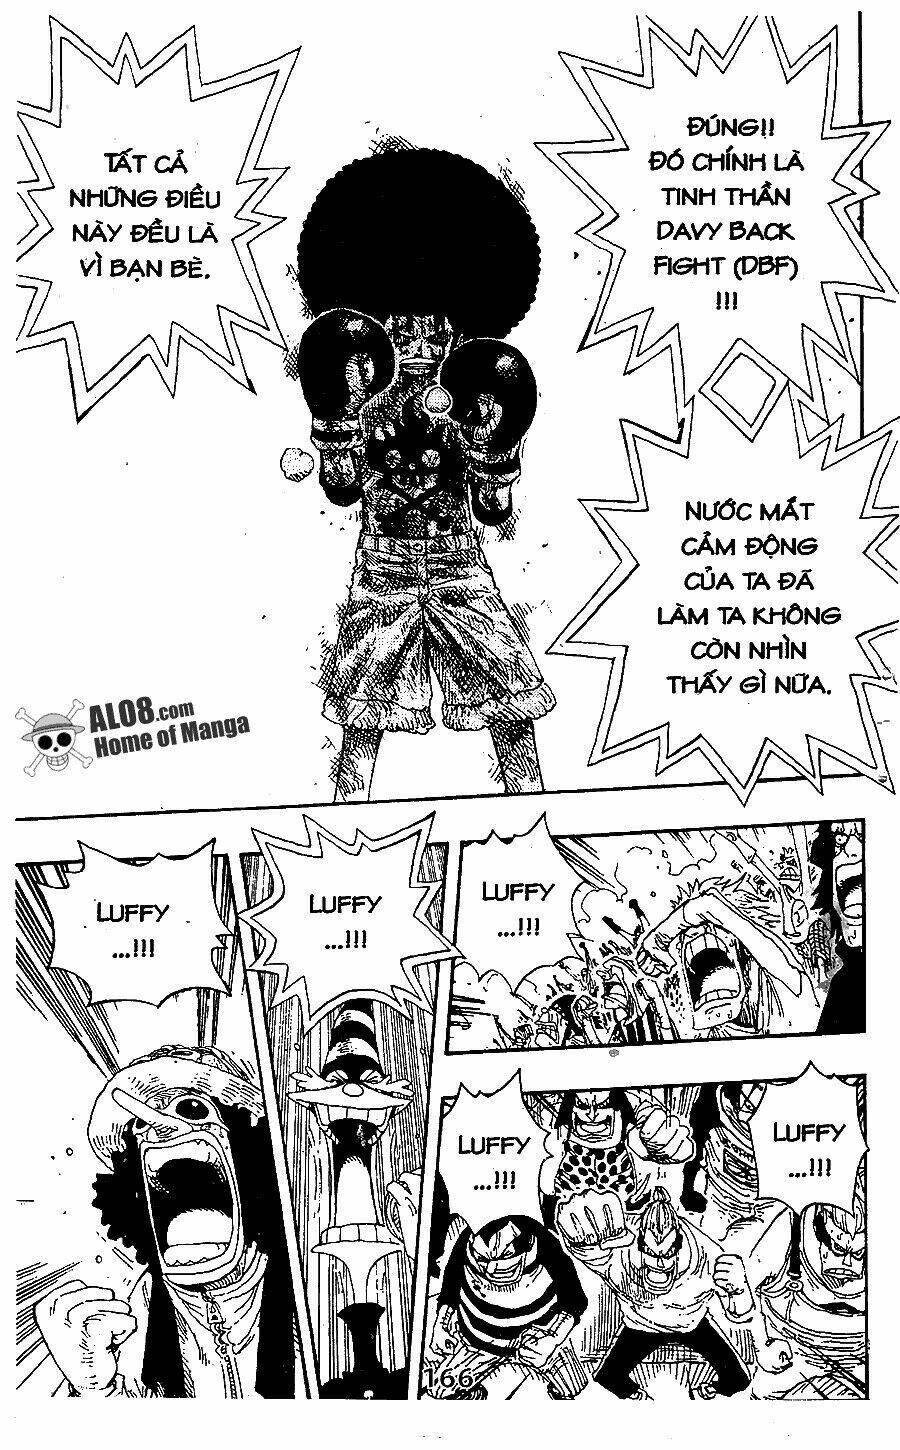 TẤT CẢ
NHỮNG ĐIỀU
NÀY ĐỀU LÀ
VÌ BẠN BÈ.
ĐÚNG!!
ĐÓ CHÍNH LÀ
TINH THẦN
DAVY BACK
FIGHT (DBF)
!!!
NƯỚC MẮT
CẢM ĐỘNG
CỦA TA ĐÃ
LÀM TA KHÔNG
CÒN NHÌN
THẤY GÌ NỮA.
AL08.com
Home of Manga
LUFFY
...!!!
LUFFY
...!!!
LUFFY
...!!!
LUFFY
...!!!
LUFFY
...!!!
166